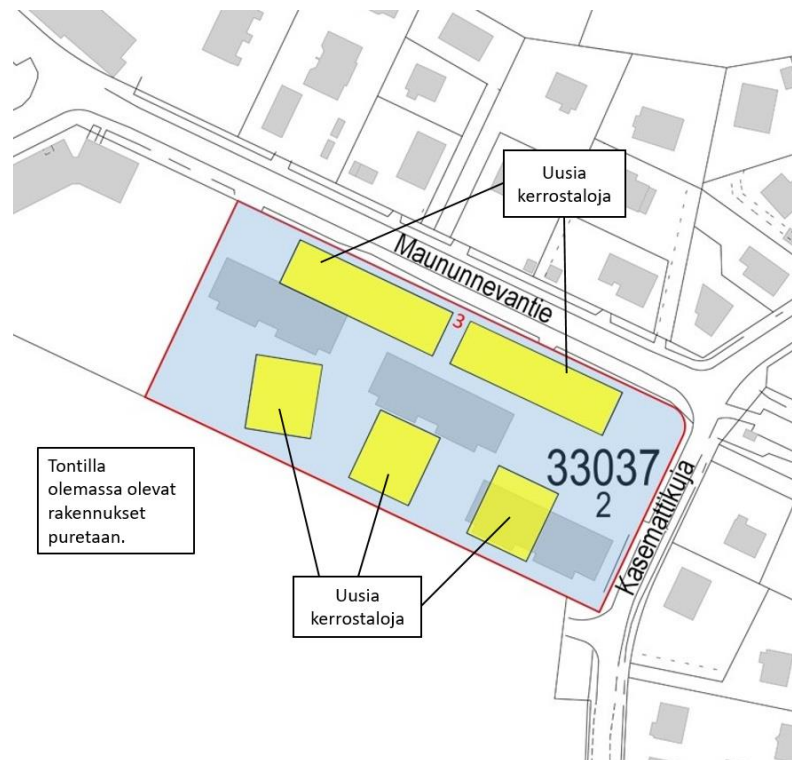 Uusia
kerrostaloja
Maununnevantie
3
33037
2
Kasemattikuja
Tontilla
olemassa olevat
rakennukset
puretaan.
Uusia
kerrostaloja